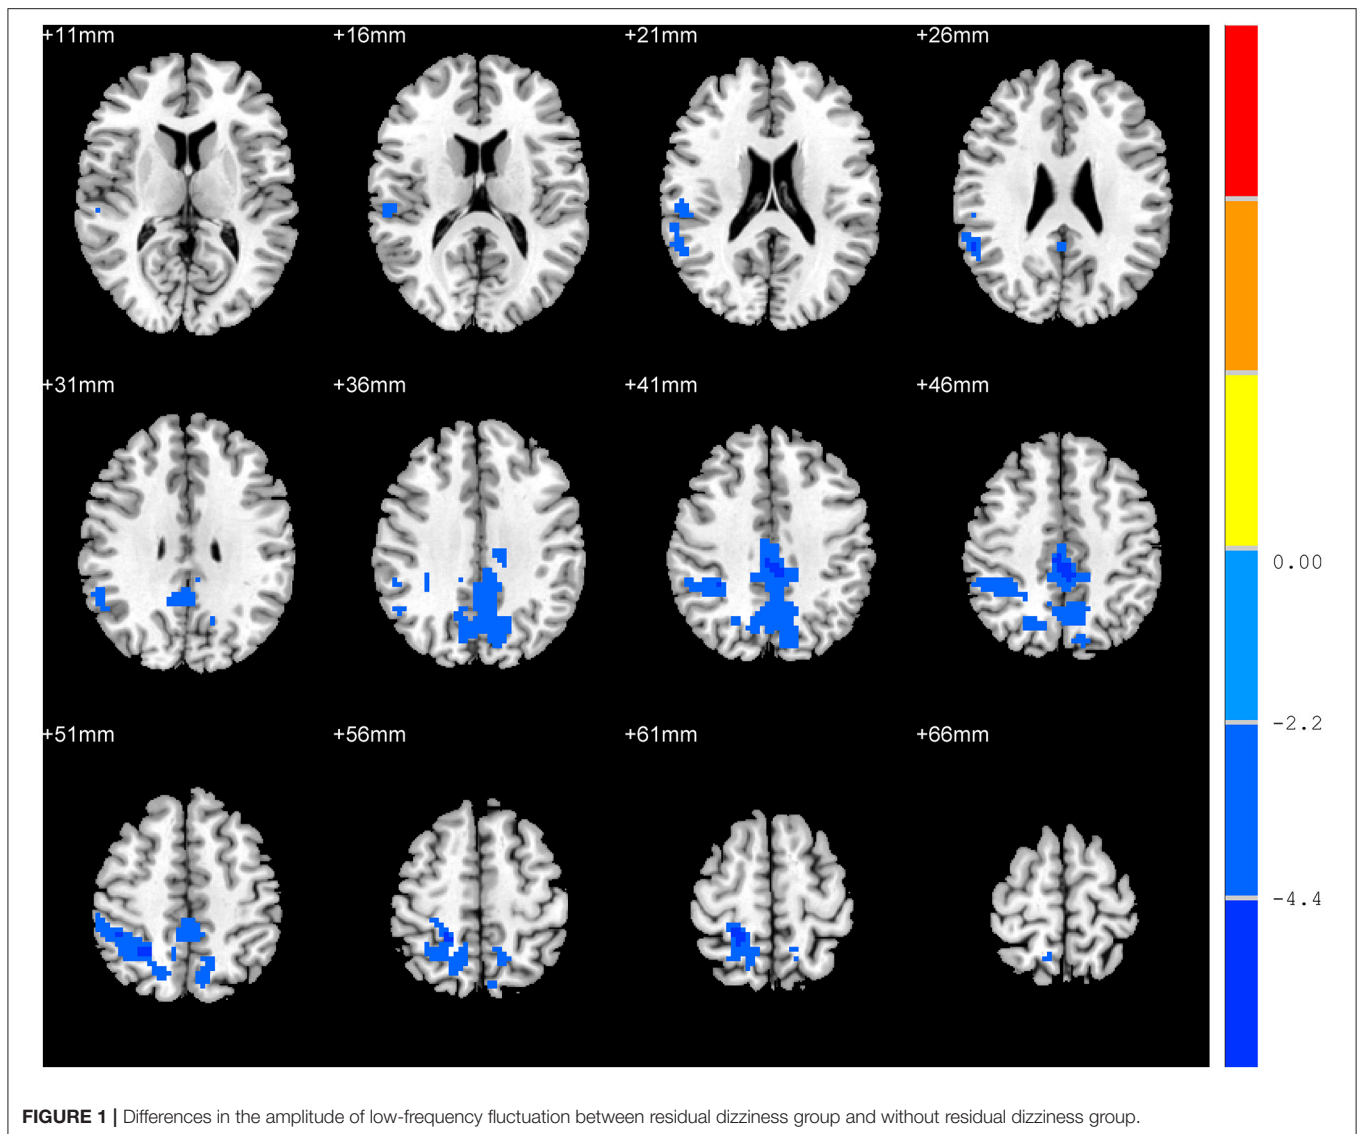 +11mm +16mm +21mm +26mm
+31mm +36mm +41mm +46mm
0.00
-2.2
+51mm +56mm +61mm +66mm
-4.4
FIGURE 1 | Differences in the amplitude of low-frequency fluctuation between residual dizziness group and without residual dizziness group.